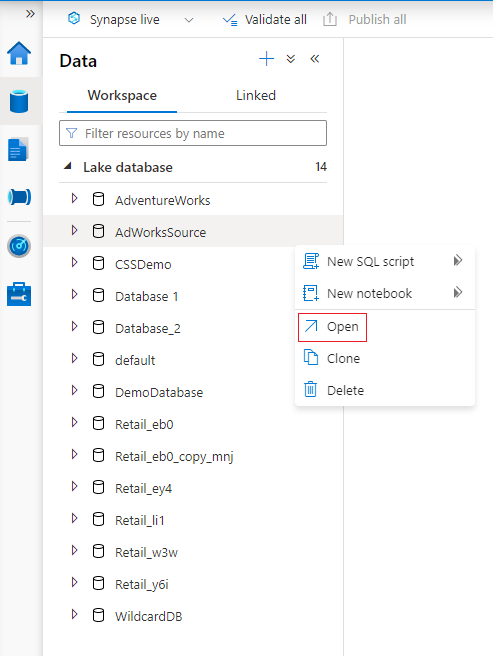 Synapse live
Validate all
Publish all
Data
Workspace
Linked
Filter resources by name
Lake database 14
AdventureWorks
AdWorksSource
CSSDemo
Database 1
Database_2
default
DemoDatabase
Retail_eb0
Retail_eb0_copy_mnj
Retail_ey4
Retail_li1
Retail_w3w
Retail_y6i
WildcardDB
New SQL script
New notebook
Open
Clone
Delete